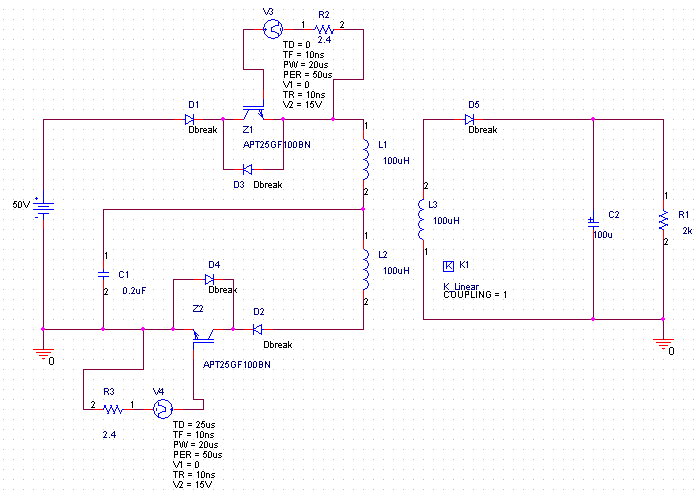 V3
R2
1
2
2.4
TD = 0
TF = 10ns
PW = 20us
PER = 50us
V1 = 0
TR = 10ns
V2 = 15V
D1
Dbreak
Z1
APT25GF100BN
D3
Dbreak
D5
Dbreak
1
L1
100uH
2
50V
+
-
2
L3
100uH
1
C2
100u
1
R1
2k
2
1
C1
0.2uF
2
1
L2
100uH
2
K
K1
K_Linear
COUPLING = 1
D4
Dbreak
Z2
D2
Dbreak
APT25GF100BN
0
0
R3
2
1
2.4
V4
TD = 25us
TF = 10ns
PW = 20us
PER = 50us
V1 = 0
TR = 10ns
V2 = 15V